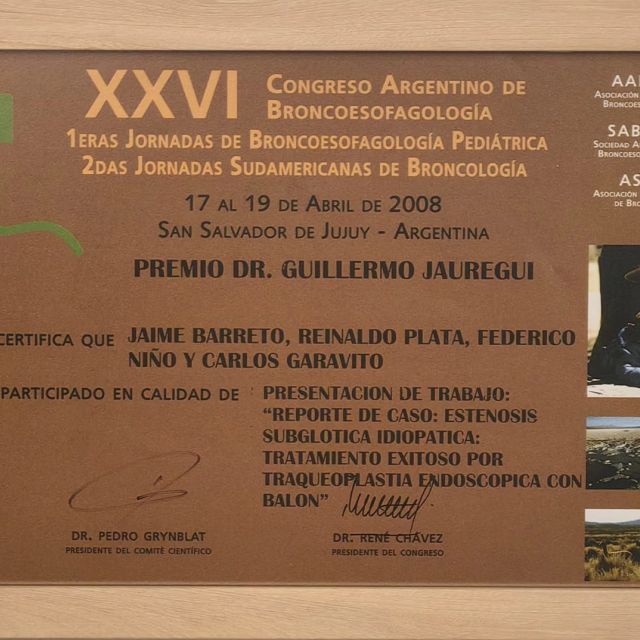 XXVI CONGRESO ARGENTINO DE
BRONCOESOFAGOLOGÍA
1ERAS JORNADAS DE BRONCOESOFAGOLOGÍA PEDIÁTRICA
2DAS JORNADAS SUDAMERICANAS DE BRONCOLOGÍA
17 AL 19 DE ABRIL DE 2008
SAN SALVADOR DE JUJUY - ARGENTINA
PREMIO DR. GUILLERMO JAUREGUI
CERTIFICA QUE JAIME BARRETO, REINALDO PLATA, FEDERICO
NIÑO Y CARLOS GARAVITO
PARTICIPADO EN CALIDAD DE PRESENTACION DE TRABAJO:
"REPORTE DE CASO: ESTENOSIS
SUBGLOTICA IDIOPATICA:
TRATAMIENTO EXITOSO POR
TRAQUEOPLASTIA ENDOSCOPICA CON
BALON"
DR. PEDRO GRYNBLAT
PRESIDENTE DEL COMITÉ CIENTÍFICO
DR. RENÉ CHÁVEZ
PRESIDENTE DEL CONGRESO
ASOCIACIÓN
SAB
SOCIEDAD
ASOCIACIÓN